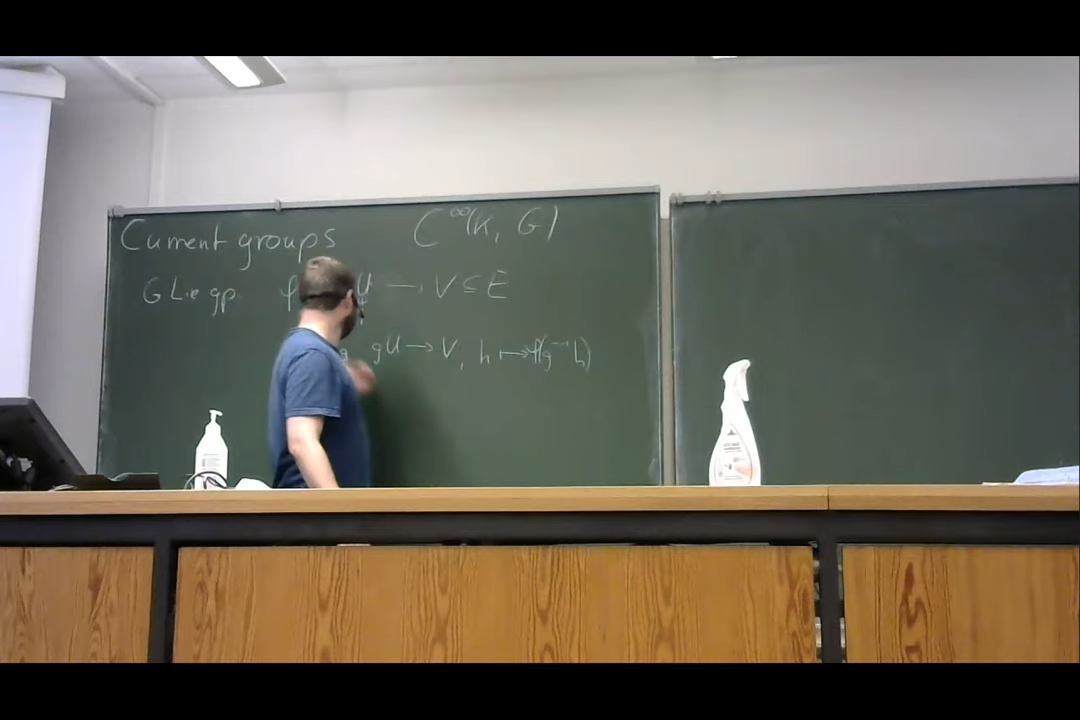 Current groups C^∞(K, G)
G Lie gp. φ U → V ⊆ E
g gU → V, h ↦ φ(g⁻¹h)